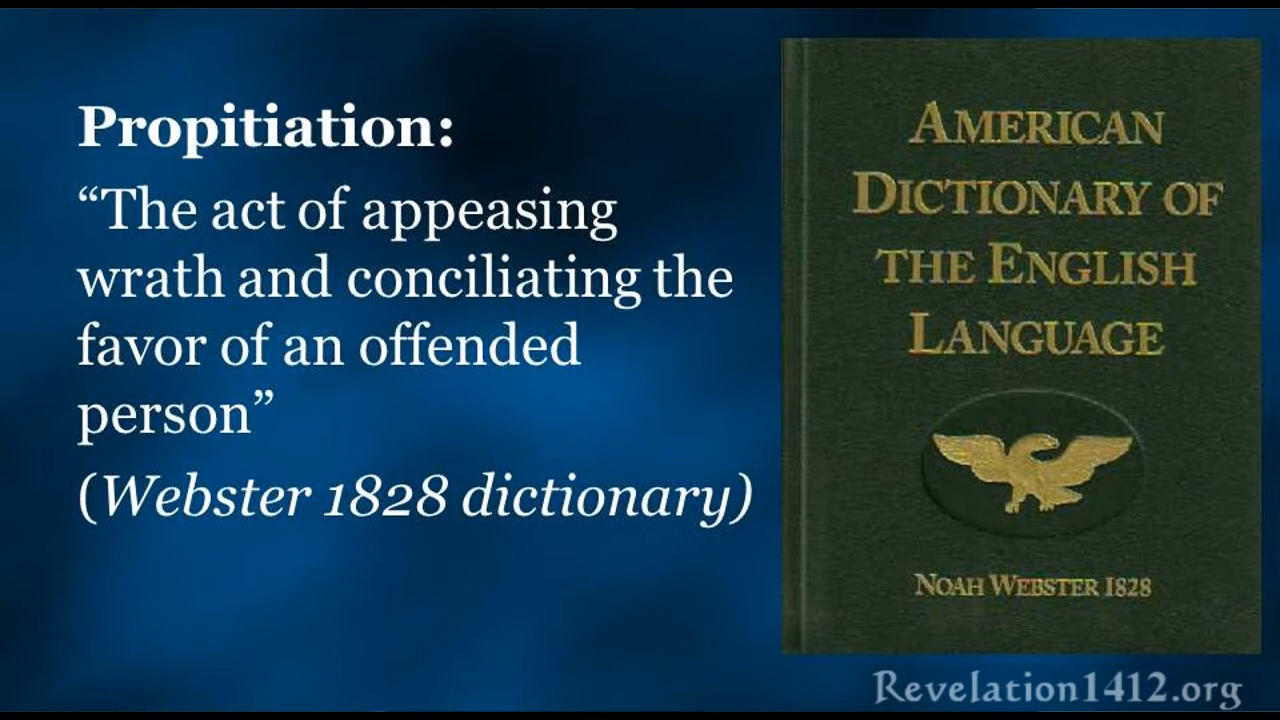 Propitiation:
“The act of appeasing
wrath and conciliating the
favor of an offended
person”
(Webster 1828 dictionary)
AMERICAN
DICTIONARY OF
THE ENGLISH
LANGUAGE
NOAH WEBSTER 1828
Revelation1412.org